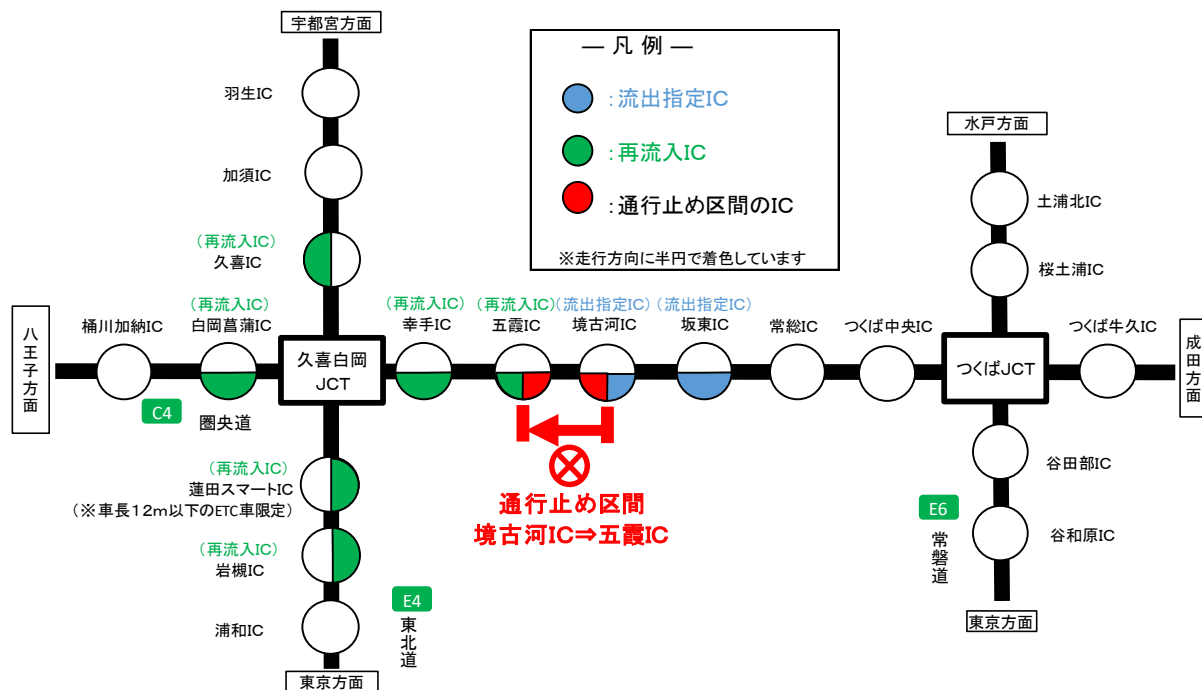 宇都宮方面
羽生IC
加須IC
(再流入IC)
久喜IC
― 凡 例 ―
：流出指定IC
：再流入IC
：通行止め区間のIC
※走行方向に半円で着色しています
水戸方面
土浦北IC
桜土浦IC
八王子方面
桶川加納IC
(再流入IC)
白岡菖蒲IC
久喜白岡
JCT
(再流入IC)
幸手IC
(再流入IC)
五霞IC
(流出指定IC)
境古河IC
(流出指定IC)
坂東IC
常総IC
つくば中央IC
つくばJCT
つくば牛久IC
成田方面
C4
圏央道
通行止め区間
境古河IC⇒五霞IC
(再流入IC)
蓮田スマートIC
(※車長12m以下のETC車限定)
(再流入IC)
岩槻IC
浦和IC
E4
東北道
東京方面
谷田部IC
E6
常磐道
谷和原IC
東京方面